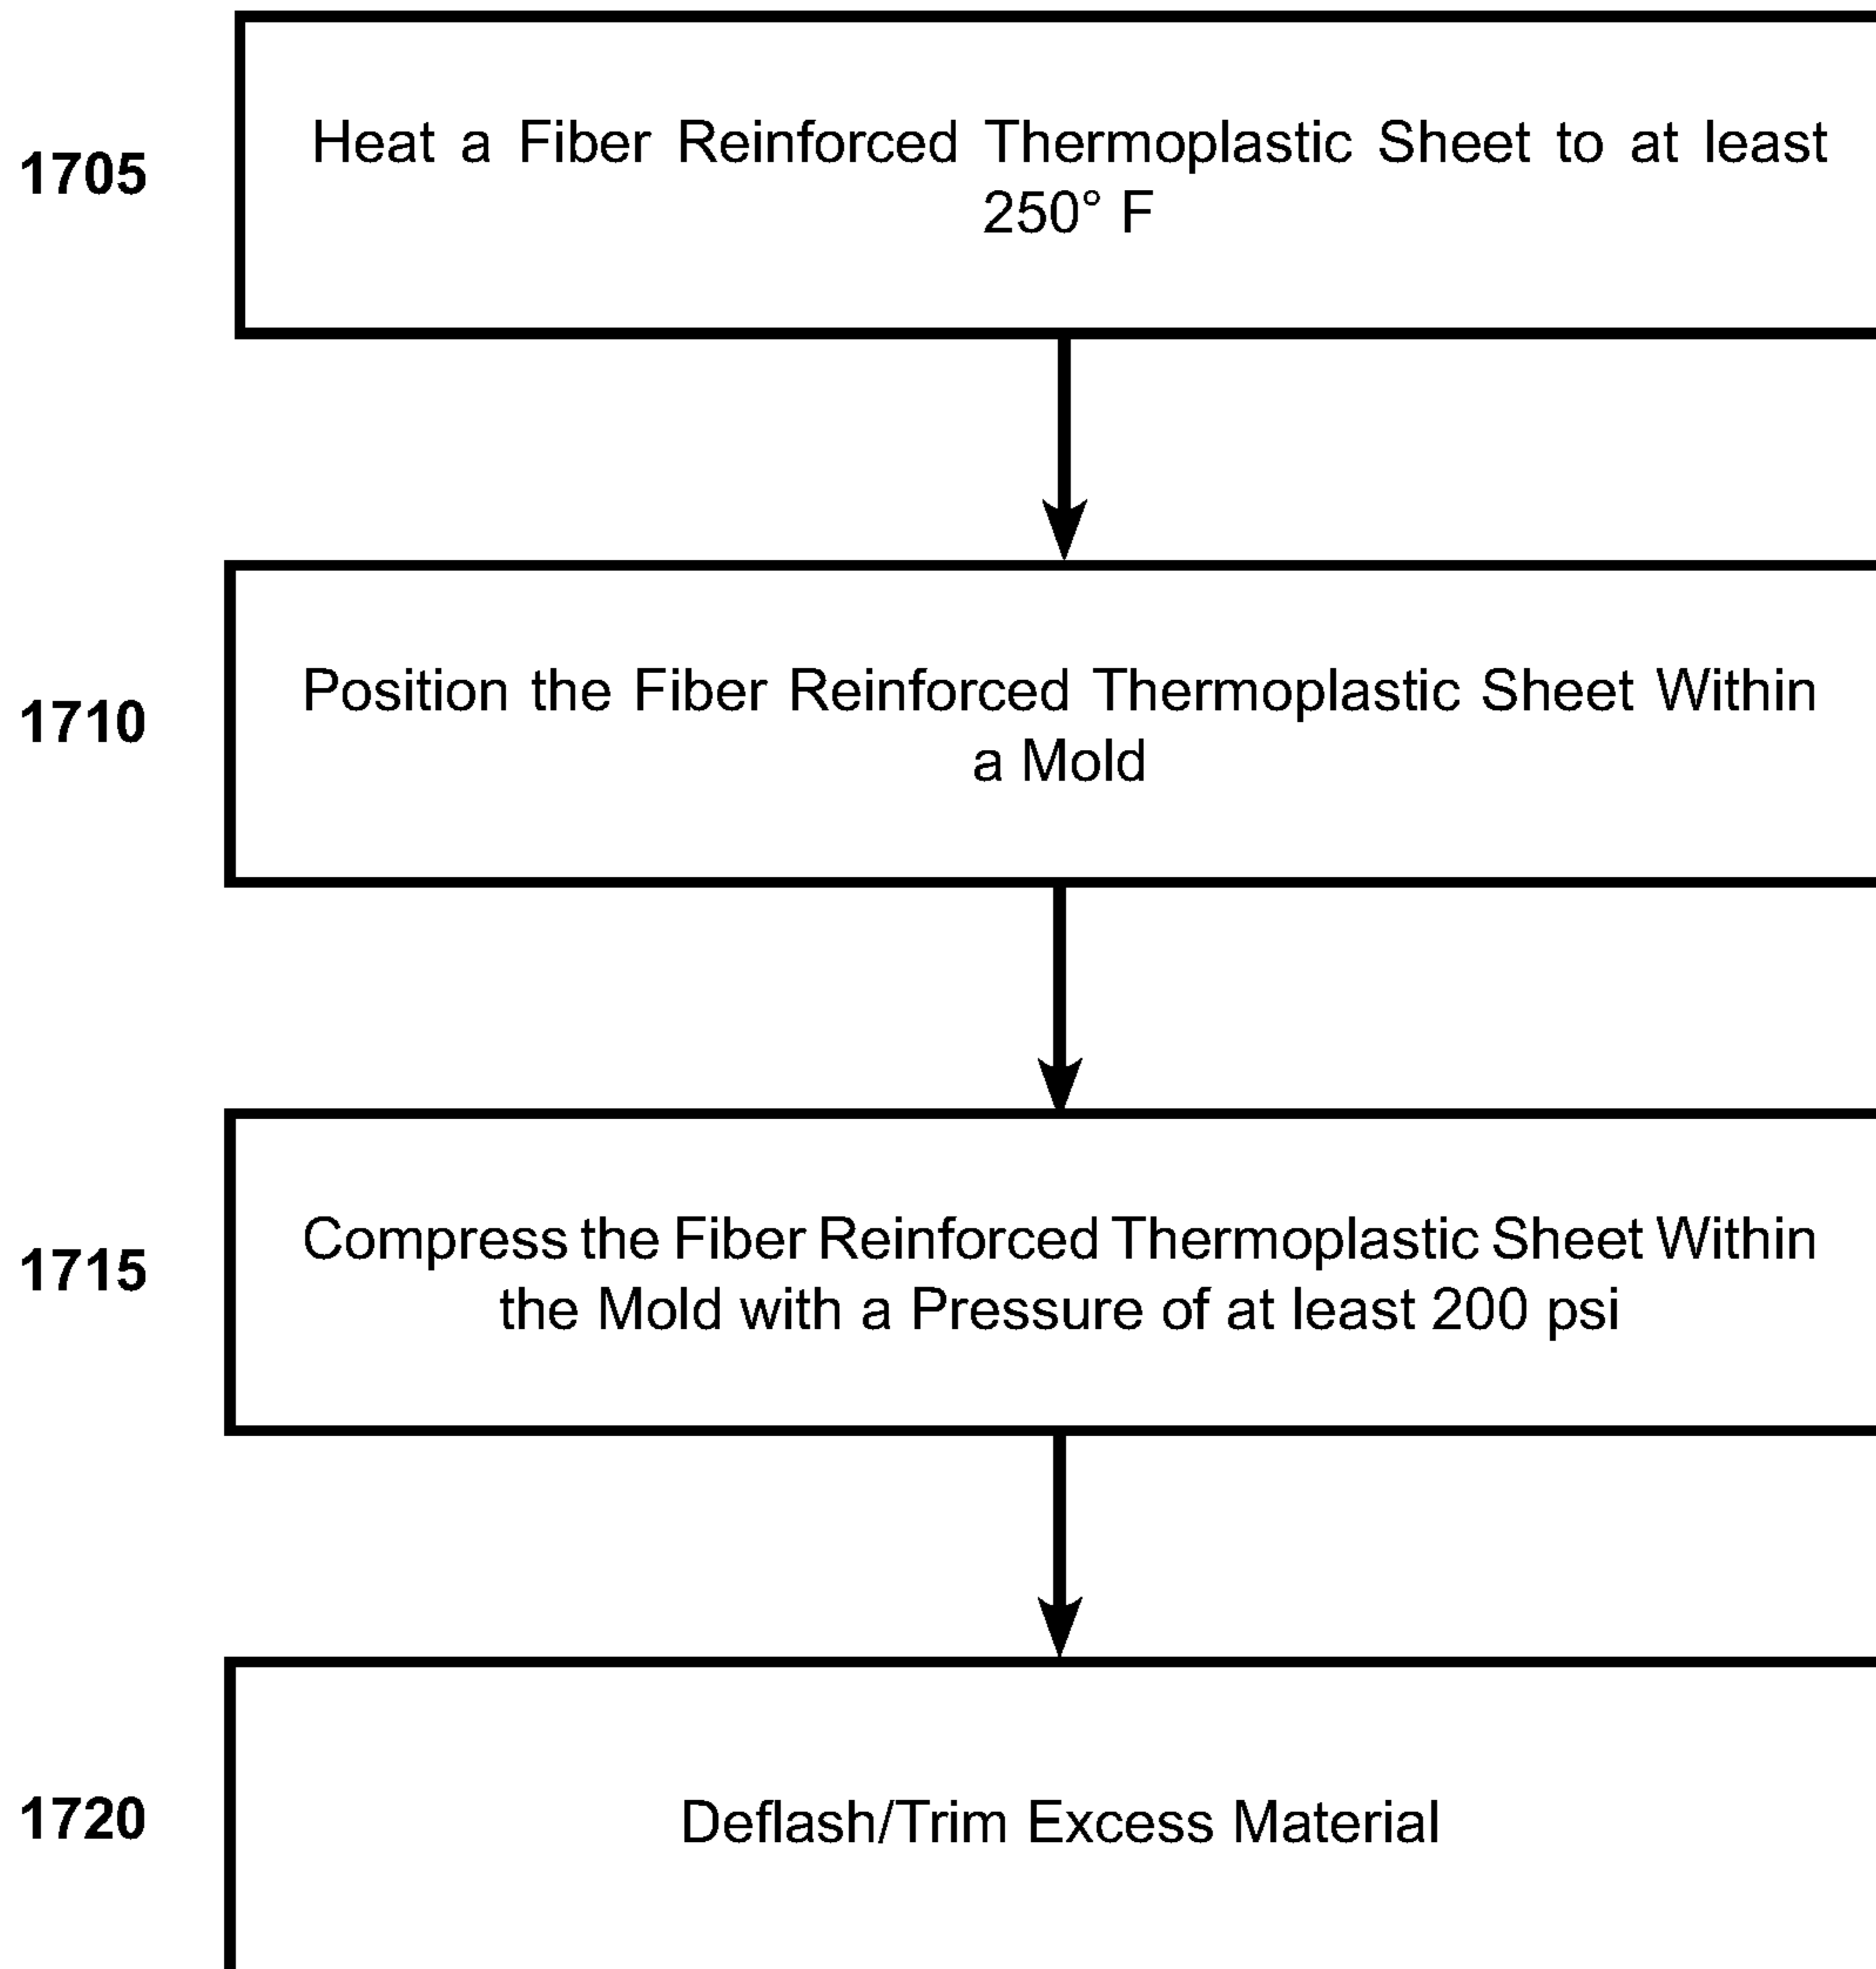 1705
Heat a Fiber Reinforced Thermoplastic Sheet to at least
250° F
1710
Position the Fiber Reinforced Thermoplastic Sheet Within
a Mold
1715
Compress the Fiber Reinforced Thermoplastic Sheet Within
the Mold with a Pressure of at least 200 psi
1720
Deflash/Trim Excess Material